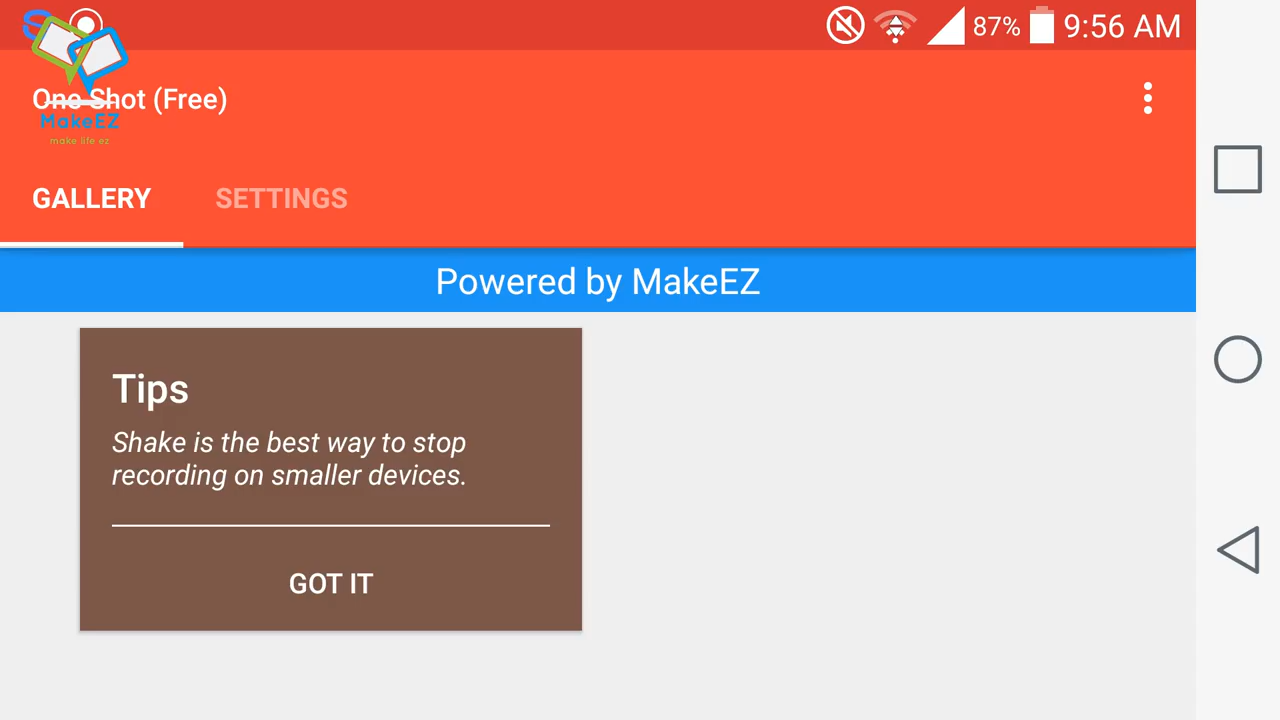 87% 9:56 AM
One Shot (Free)
MakeEZ
make life ez
GALLERY SETTINGS
Powered by MakeEZ
Tips
Shake is the best way to stop
recording on smaller devices.
GOT IT